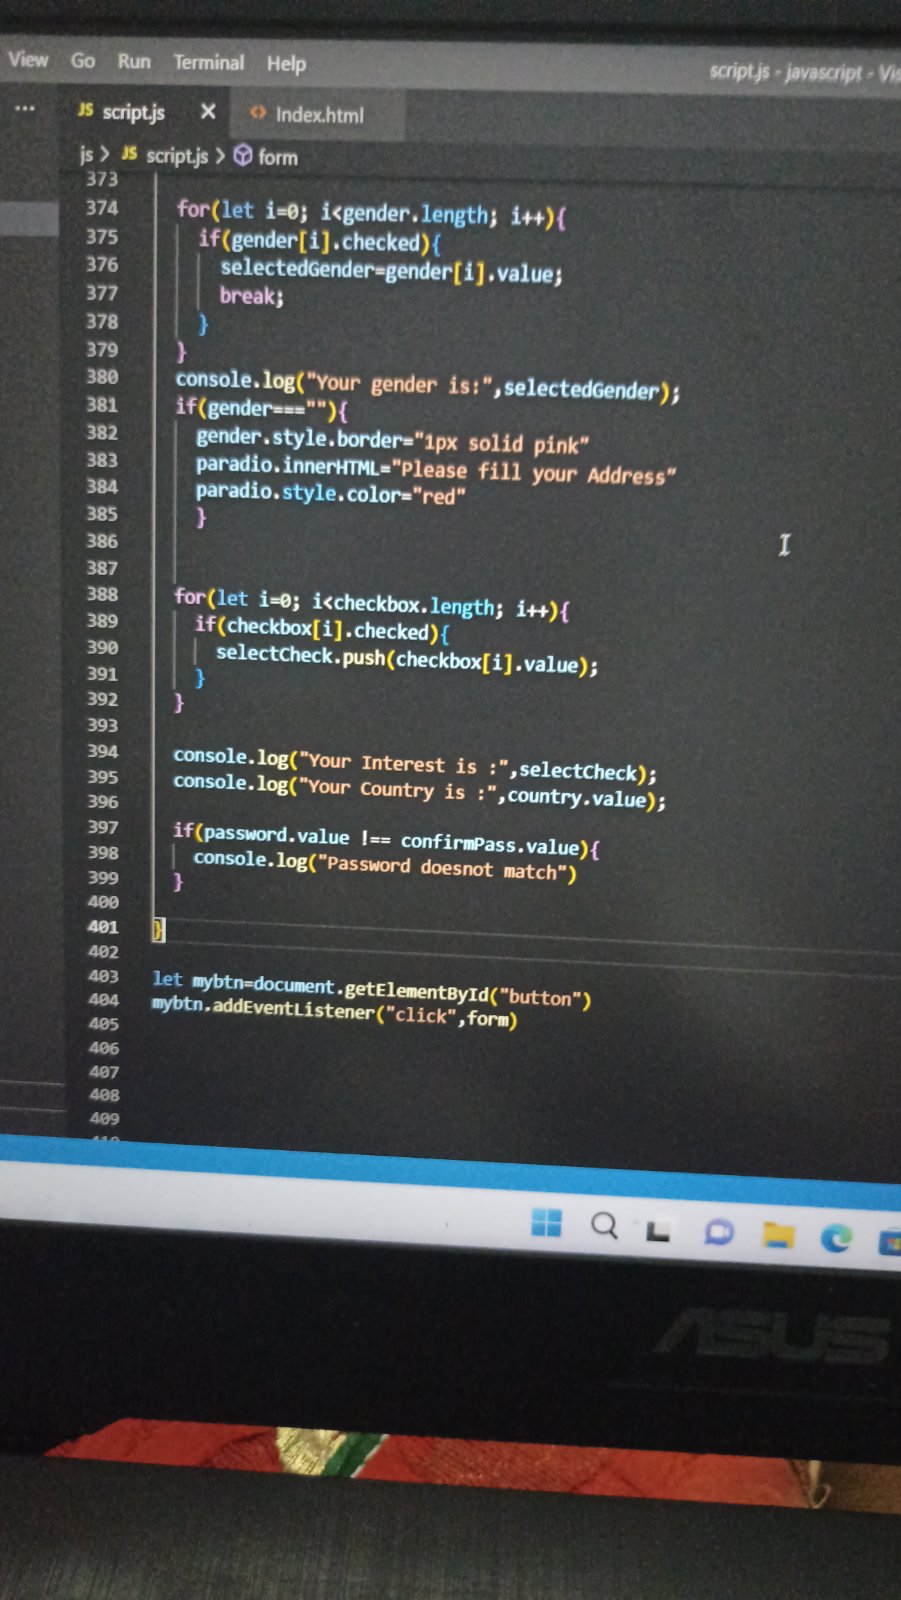 View Go Run Terminal Help script.js - javascript - Vis
JS script.js × <> Index.html
js > JS script.js > form
373
374 for(let i=0; i<gender.length; i++){
375 if(gender[i].checked){
376 selectedGender=gender[i].value;
377 break;
378 }
379 }
380 console.log("Your gender is:",selectedGender);
381 if(gender===""){
382 gender.style.border="1px solid pink"
383 paradio.innerHTML="Please fill your Address"
384 paradio.style.color="red"
385 }
386
387
388 for(let i=0; i<checkbox.length; i++){
389 if(checkbox[i].checked){
390 selectCheck.push(checkbox[i].value);
391 }
392 }
393
394 console.log("Your Interest is :",selectCheck);
395 console.log("Your Country is :",country.value);
396
397 if(password.value !== confirmPass.value){
398 console.log("Password doesnot match")
399 }
400
401 }
402
403 let mybtn=document.getElementById("button")
404 mybtn.addEventListener("click",form)
405
406
407
408
409
410
ASUS